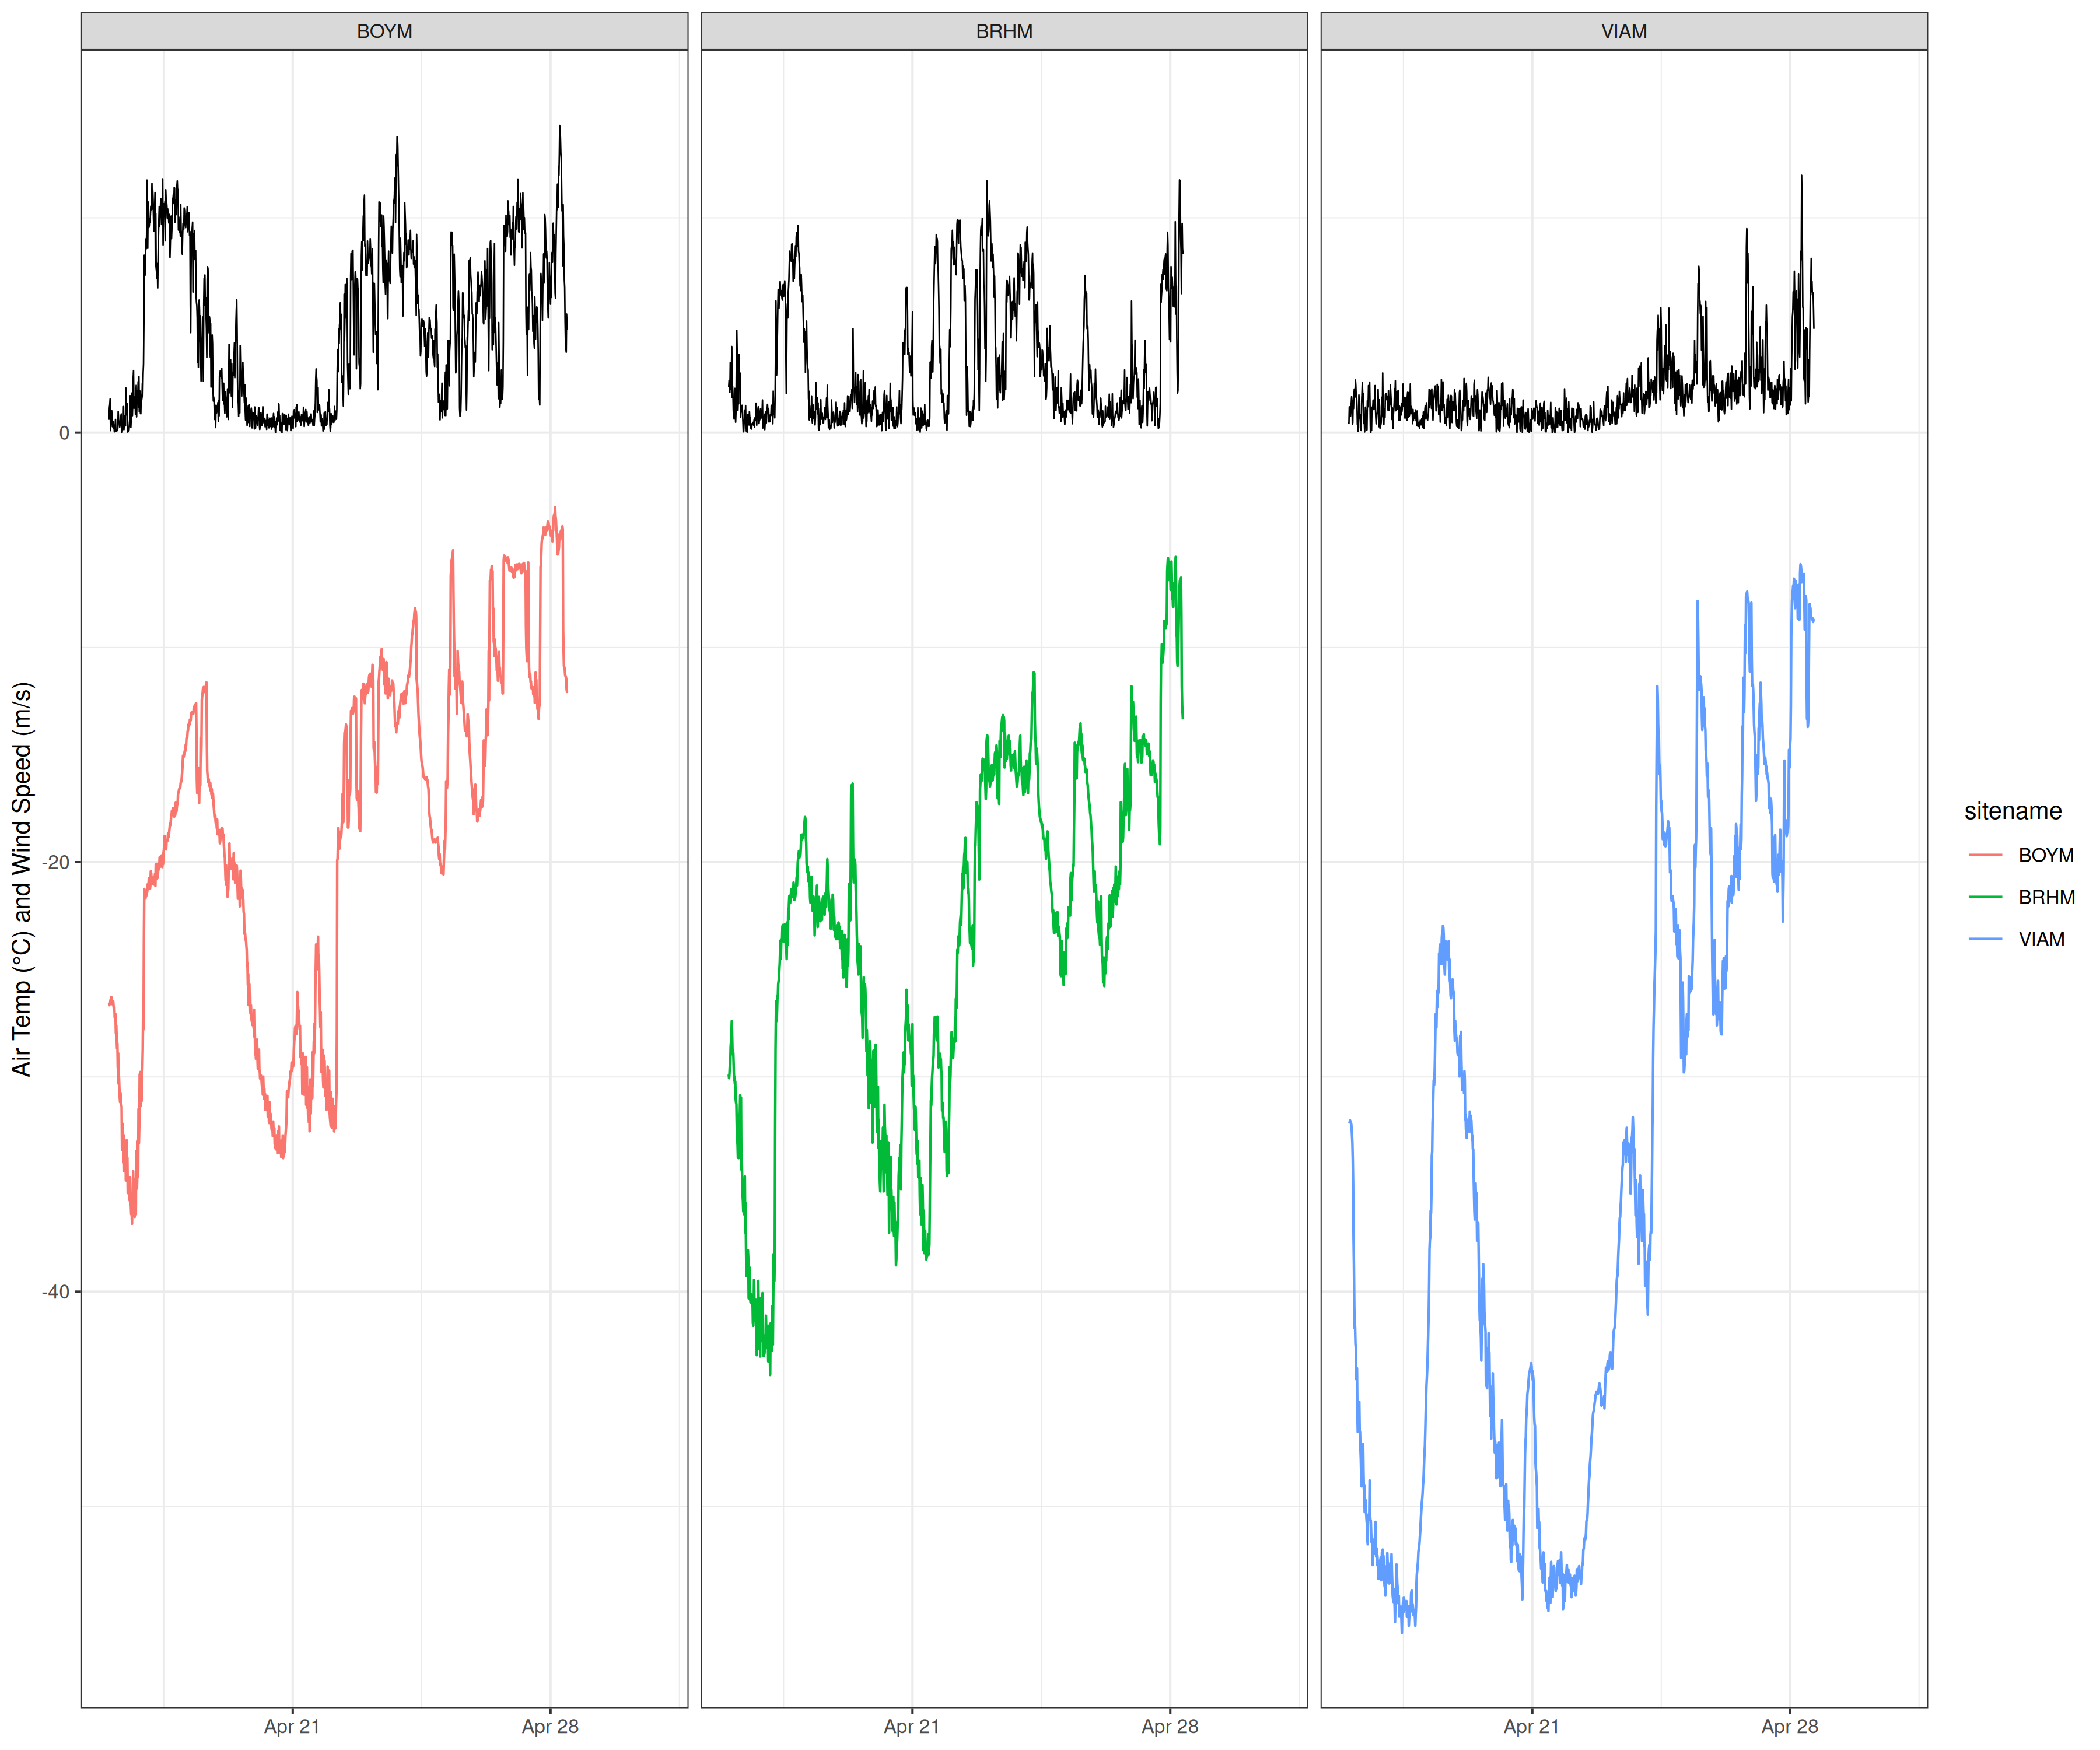 BOYM
BRHM
VIAM
Air Temp (°C) and Wind Speed (m/s)
0
-20
-40
Apr 21
Apr 28
Apr 21
Apr 28
Apr 21
Apr 28
sitename
BOYM
BRHM
VIAM